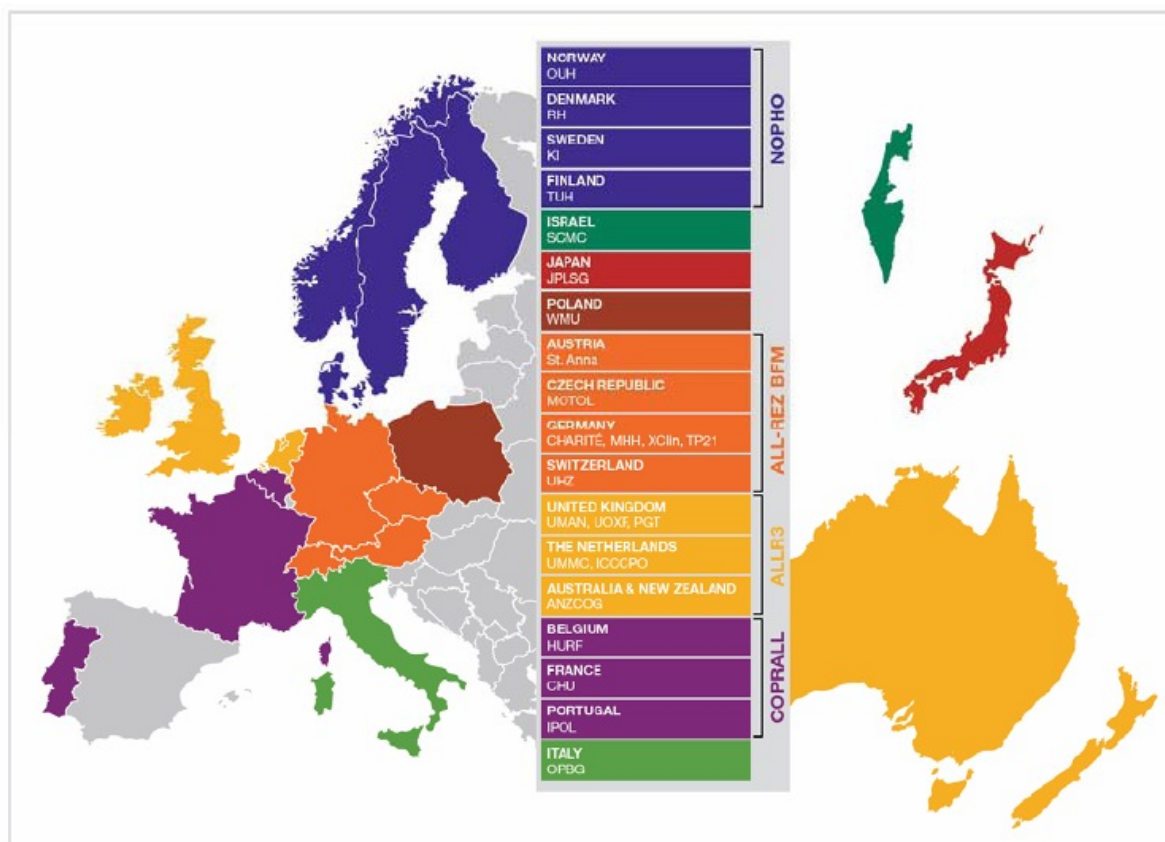 NORWAY
OUH
DENMARK
RH
SWEDEN
KI
FINLAND
TUH
NOPHO
ISRAEL
SCMC
JAPAN
JPLSG
POLAND
WMU
AUSTRIA
St. Anna
CZECH REPUBLIC
MOTOL
GERMANY
CHARITÉ, MHH, XClin, TP21
SWITZERLAND
UHZ
ALL-REZ BFM
UNITED KINGDOM
UMAN, UOXF, PGT
THE NETHERLANDS
UMMC, ICCCPO
AUSTRALIA & NEW ZEALAND
ANZCOG
ALLR3
BELGIUM
HURF
FRANCE
CHU
PORTUGAL
IPOL
COPRALL
ITALY
OPBG